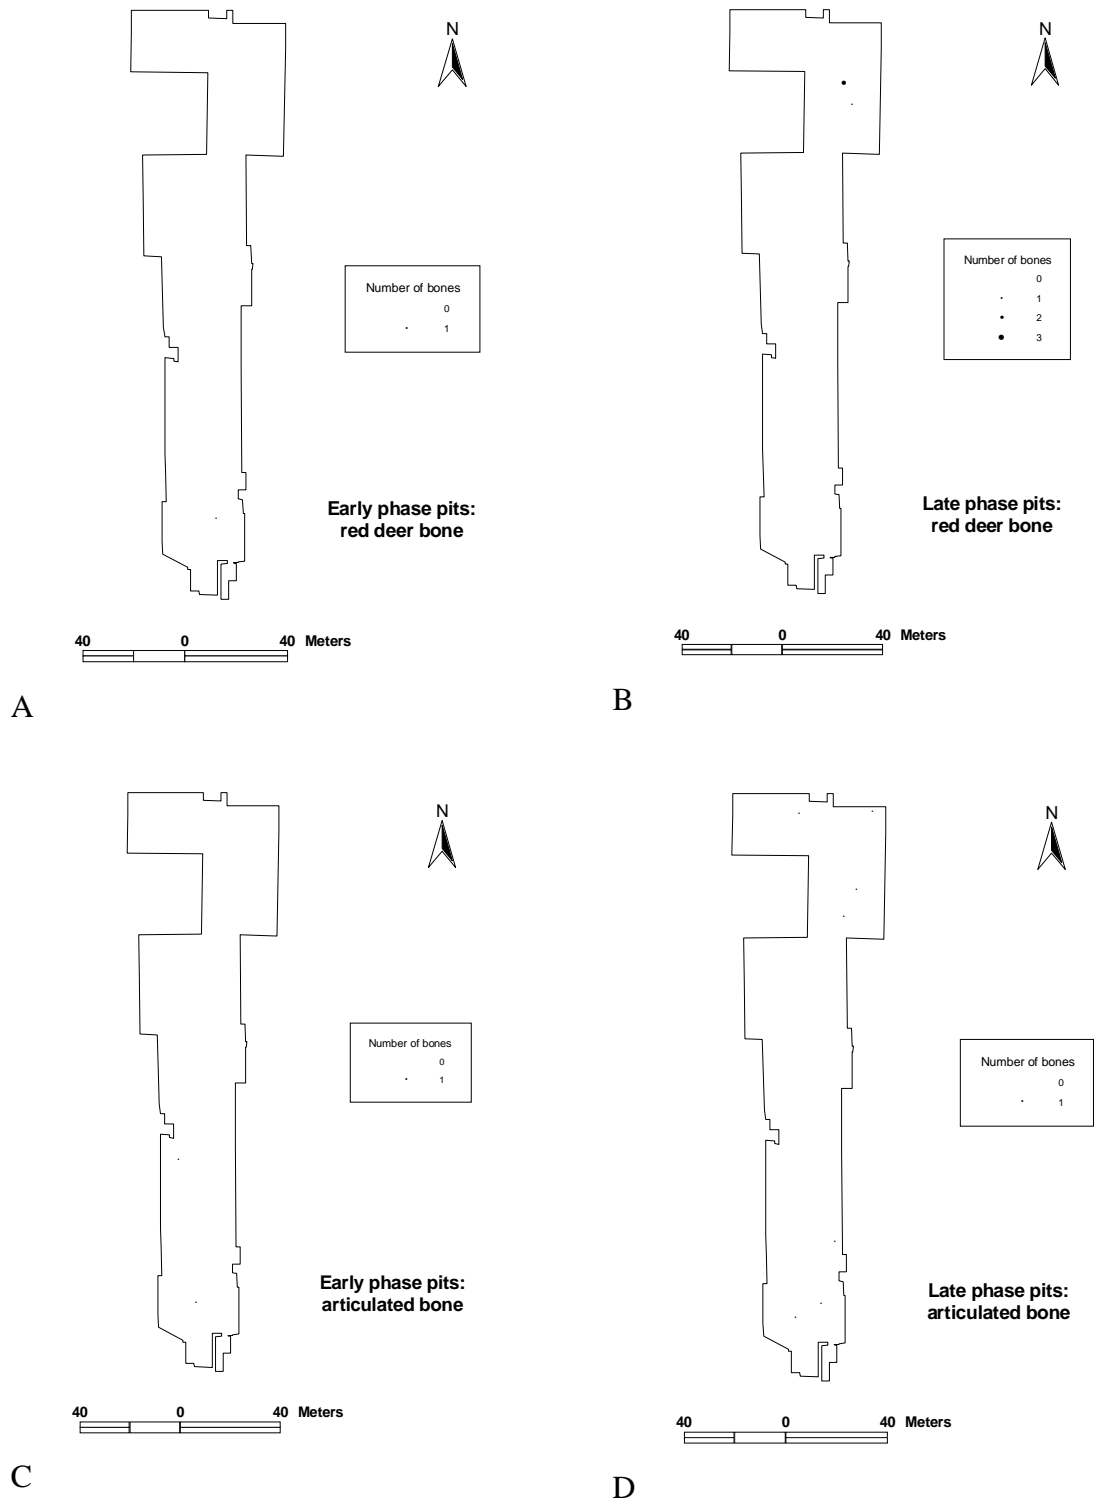 N
Number of bones
0
1
Early phase pits:
red deer bone
40 0 40 Meters
A
N
Number of bones
0
1
2
3
Late phase pits:
red deer bone
40 0 40 Meters
B
N
Number of bones
0
1
Early phase pits:
articulated bone
40 0 40 Meters
C
N
Number of bones
0
1
Late phase pits:
articulated bone
40 0 40 Meters
D